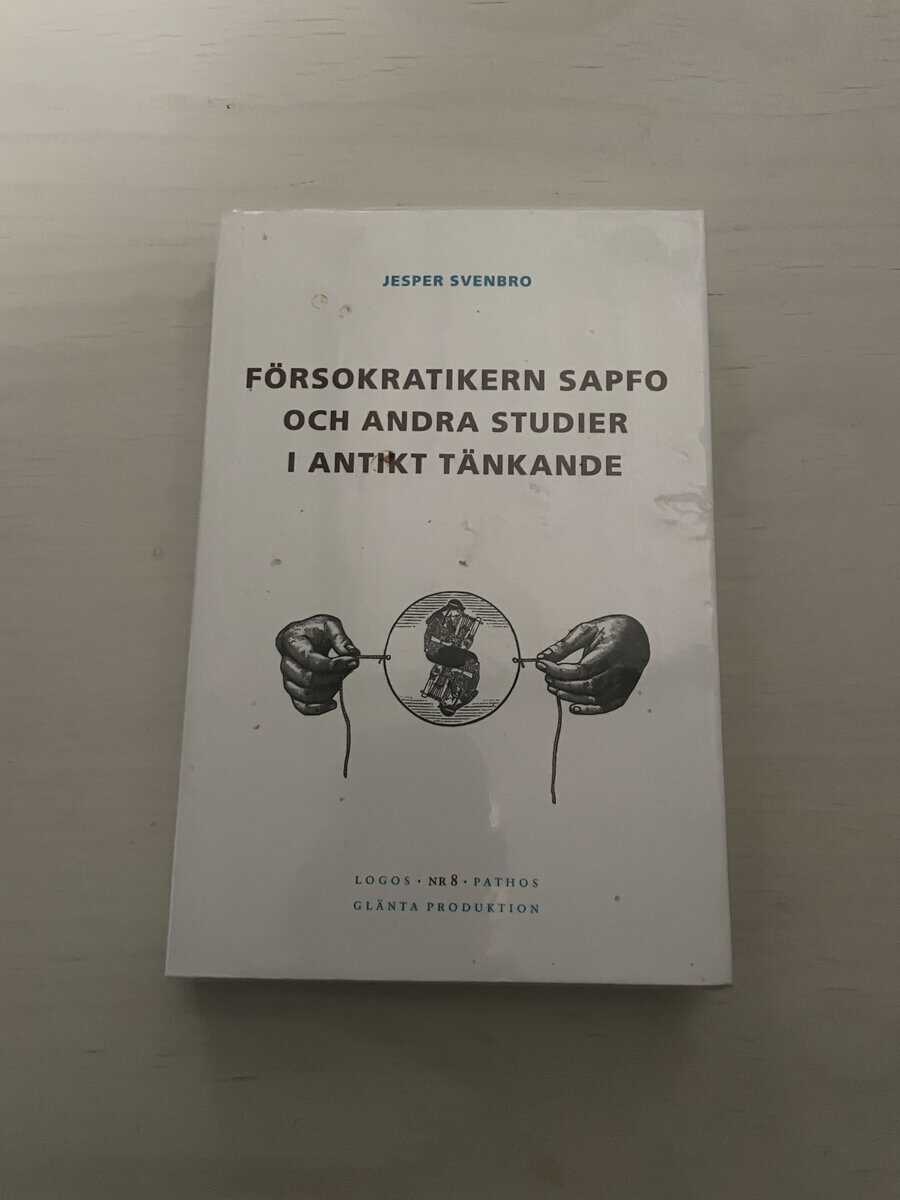 JESPER SVENBRO
FÖRSOKRATIKERN SAPFO
OCH ANDRA STUDIER
I ANTIKT TÄNKANDE
LOGOS · NR 8 · PATHOS
GLÄNTA PRODUKTION